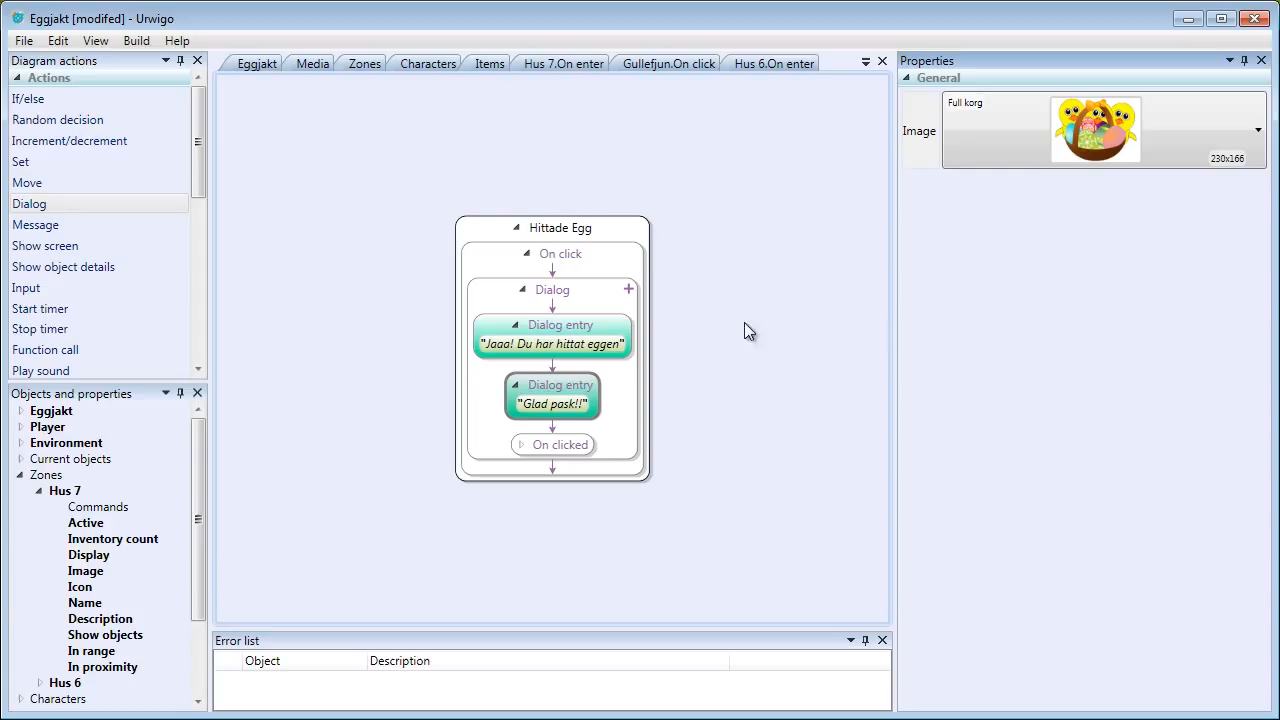 Eggjakt [modifed] - Urwigo
File Edit View Build Help
Diagram actions
Actions
If/else
Random decision
Increment/decrement
Set
Move
Dialog
Message
Show screen
Show object details
Input
Start timer
Stop timer
Function call
Play sound
Objects and properties
Eggjakt
Player
Environment
Current objects
Zones
Hus 7
Commands
Active
Inventory count
Display
Image
Icon
Name
Description
Show objects
In range
In proximity
Hus 6
Characters
Eggjakt Media Zones Characters Items Hus 7.On enter Gullefjun.On click Hus 6.On enter
Hittade Egg
On click
Dialog
Dialog entry
"Jaaa! Du har hittat eggen"
Dialog entry
"Glad pask!!"
On clicked
Error list
Object Description
Properties
General
Image
Full korg
230x166